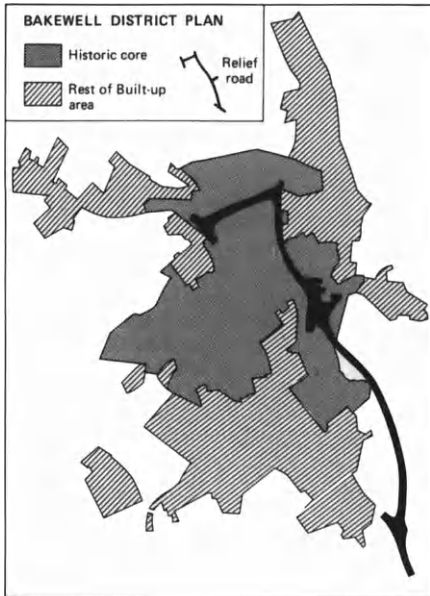 BAKEWELL DISTRICT PLAN
Historic core
Relief
road
Rest of Built-up
area